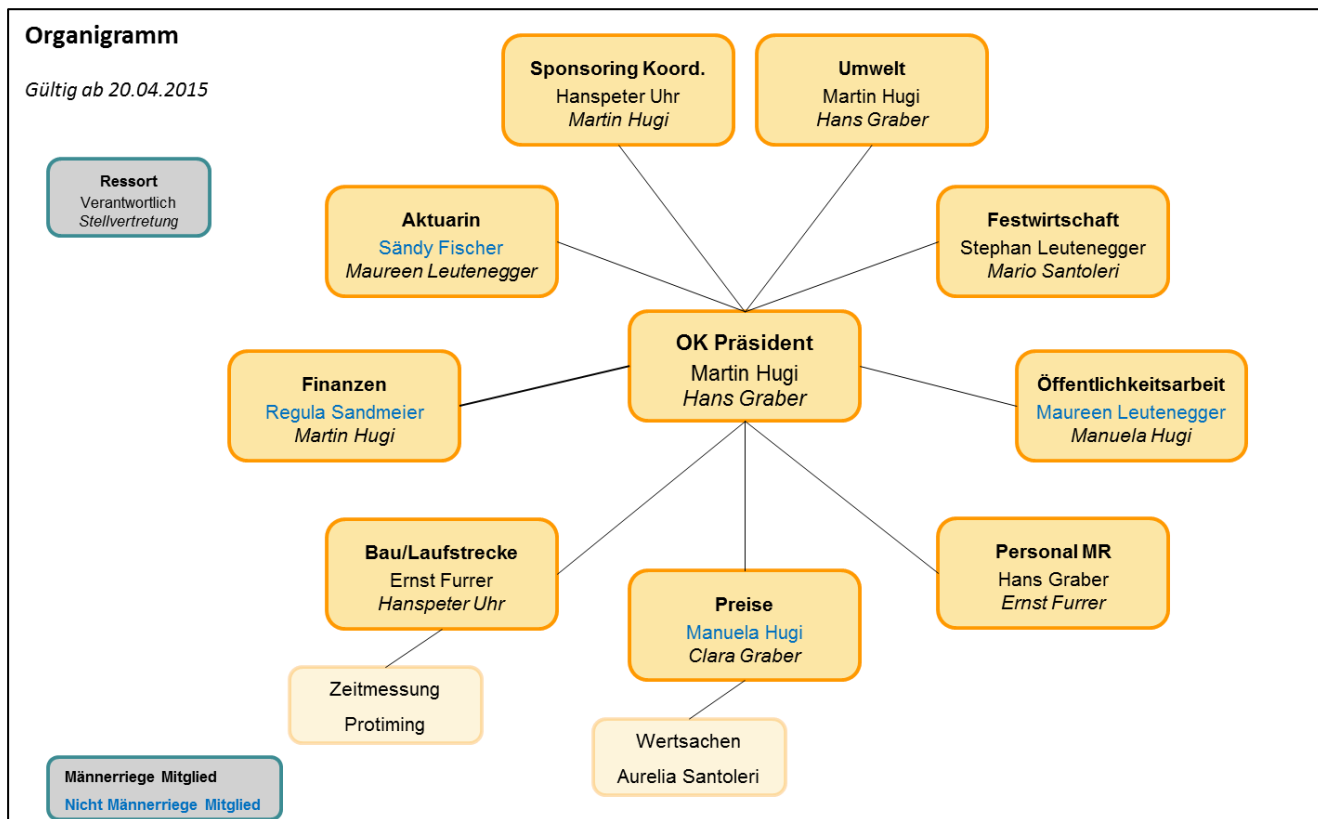 Organigramm
Gültig ab 20.04.2015
Sponsoring Koord.
Hanspeter Uhr
Martin Hugi
Umwelt
Martin Hugi
Hans Graber
Ressort
Verantwortlich
Stellvertretung
Aktuarin
Sändy Fischer
Maureen Leutenegger
Festwirtschaft
Stephan Leutenegger
Mario Santoleri
OK Präsident
Martin Hugi
Hans Graber
Finanzen
Regula Sandmeier
Martin Hugi
Öffentlichkeitsarbeit
Maureen Leutenegger
Manuela Hugi
Bau/Laufstrecke
Ernst Furrer
Hanspeter Uhr
Preise
Manuela Hugi
Clara Graber
Personal MR
Hans Graber
Ernst Furrer
Zeitmessung
Protiming
Wertsachen
Aurelia Santoleri
Männerriege Mitglied
Nicht Männerriege Mitglied